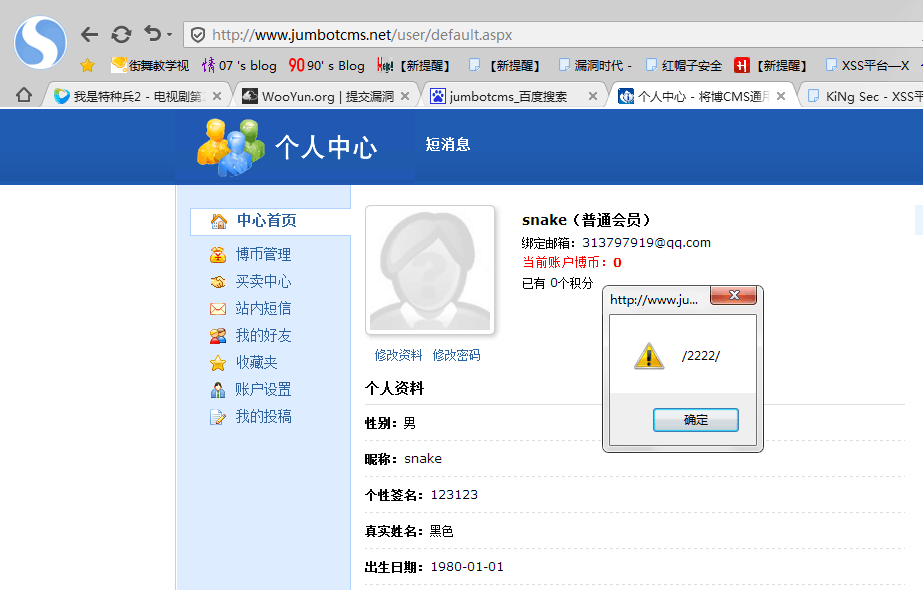 http://www.jumbotcms.net/user/default.aspx
街舞教学视 情07 's blog 90 90' s Blog Hi!【新提醒】 【新提醒】 漏洞时代 - 红帽子安全 H【新提醒】 XSS平台—X
我是特种兵2 - 电视剧第 WooYun.org | 提交漏洞 jumbotcms_百度搜索 个人中心 - 将博CMS通用 KiNg Sec - XSS平
个人中心 短消息
中心首页
博币管理
买卖中心
站内短信
我的好友
收藏夹
账户设置
我的投稿
snake（普通会员）
绑定邮箱：313797919@qq.com
当前账户博币：0
已有 0个积分
修改资料 修改密码
个人资料
性别：男
昵称：snake
个性签名：123123
真实姓名：黑色
出生日期：1980-01-01
http://www.ju...
/2222/
确定